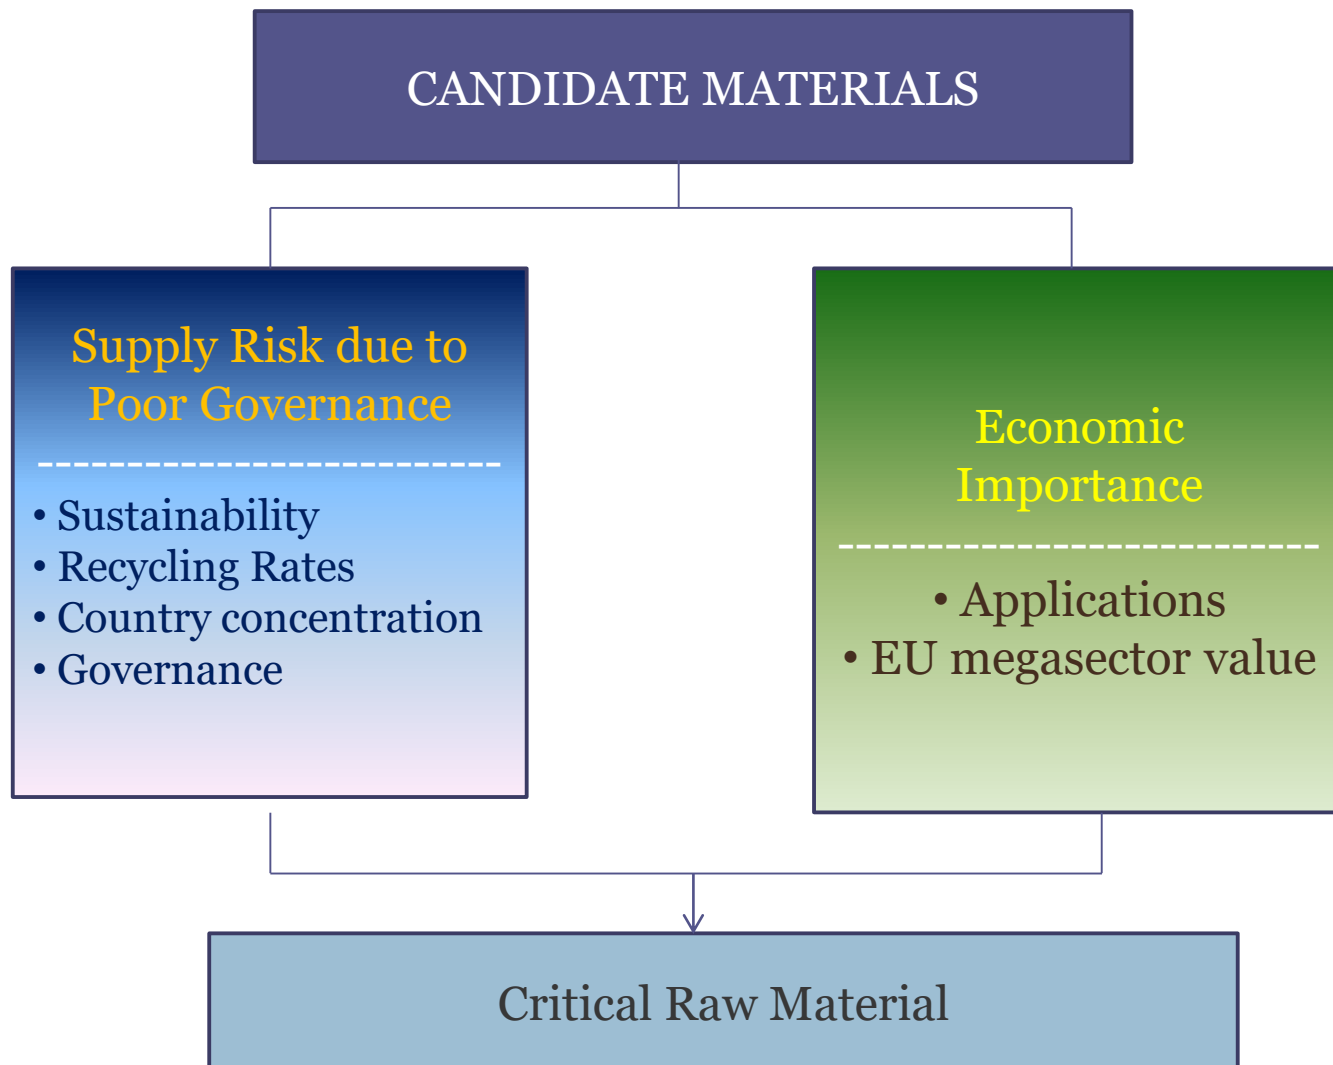 CANDIDATE MATERIALS
Supply Risk due to
Poor Governance
• Sustainability
• Recycling Rates
• Country concentration
• Governance
Economic
Importance
• Applications
• EU megasector value
Critical Raw Material